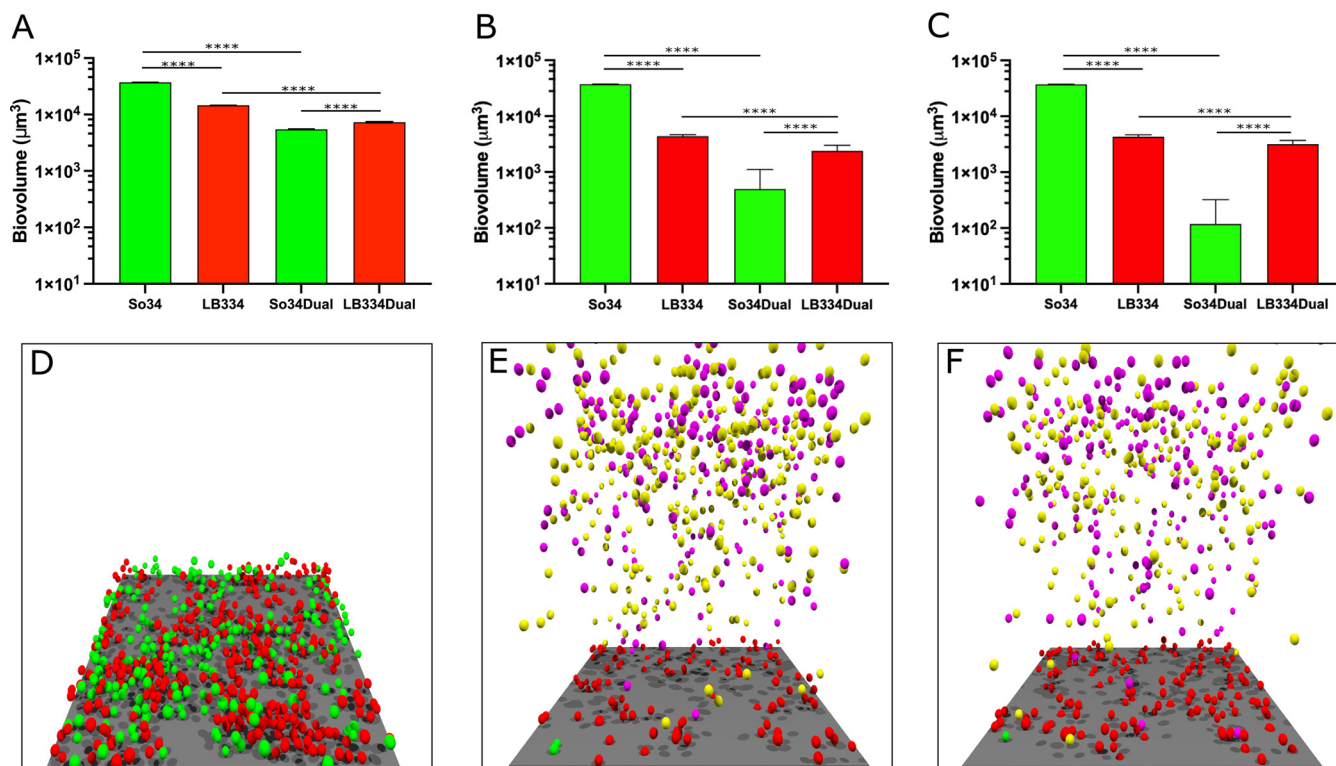 A
Biovolume (µm³)
1×10⁵
1×10⁴
1×10³
1×10²
1×10¹
****
****
****
****
So34
LB334
So34Dual
LB334Dual
B
Biovolume (µm³)
1×10⁵
1×10⁴
1×10³
1×10²
1×10¹
****
****
****
****
So34
LB334
So34Dual
LB334Dual
C
Biovolume (µm³)
1×10⁵
1×10⁴
1×10³
1×10²
1×10¹
****
****
****
****
So34
LB334
So34Dual
LB334Dual
D
E
F